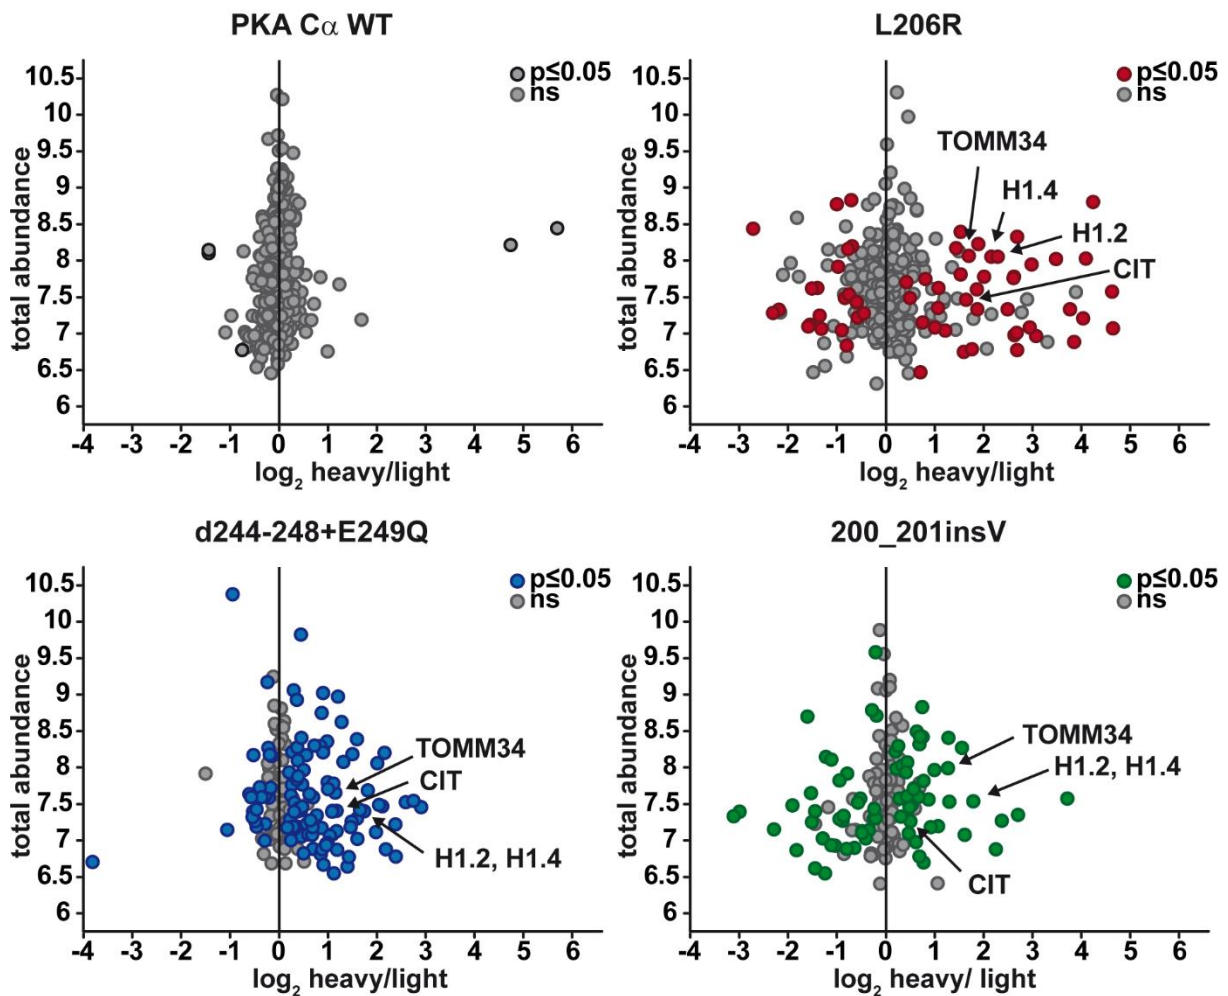 PKA Cα WT
p≤0.05
ns
10.5
10
9.5
9
8.5
8
7.5
7
6.5
6
total abundance
-4 -3 -2 -1 0 1 2 3 4 5 6
log2 heavy/light
L206R
p≤0.05
ns
TOMM34
H1.4
H1.2
CIT
10.5
10
9.5
9
8.5
8
7.5
7
6.5
6
total abundance
-4 -3 -2 -1 0 1 2 3 4 5 6
log2 heavy/light
d244-248+E249Q
p≤0.05
ns
TOMM34
CIT
H1.2, H1.4
10.5
10
9.5
9
8.5
8
7.5
7
6.5
6
total abundance
-4 -3 -2 -1 0 1 2 3 4 5 6
log2 heavy/light
200_201insV
p≤0.05
ns
TOMM34
H1.2, H1.4
CIT
10.5
10
9.5
9
8.5
8
7.5
7
6.5
6
total abundance
-4 -3 -2 -1 0 1 2 3 4 5 6
log2 heavy/ light